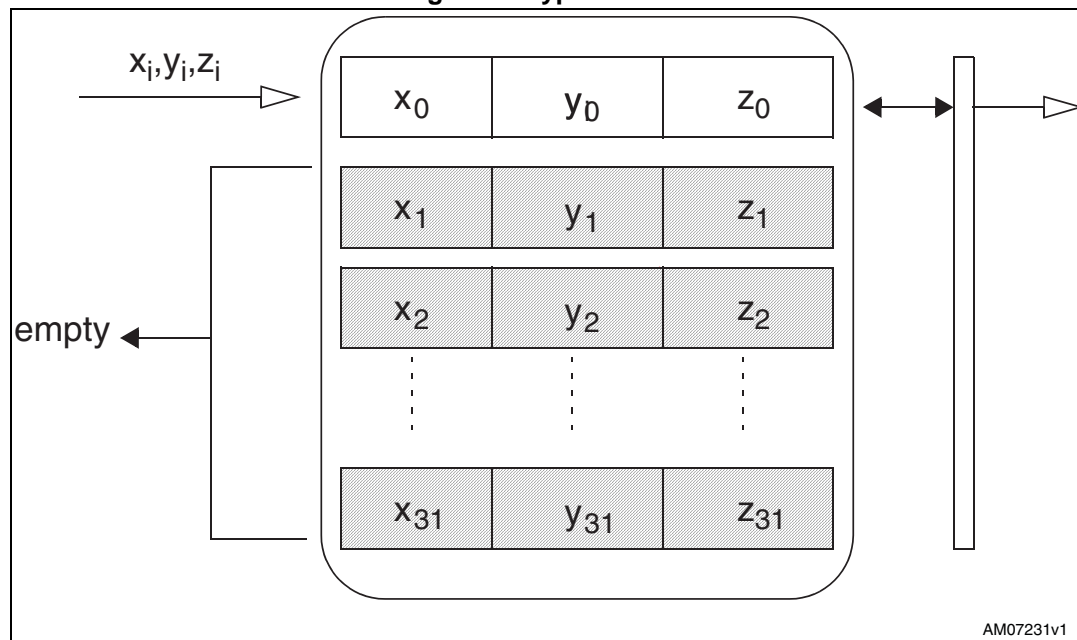 xᵢ,yᵢ,zᵢ
x₀ y₀ z₀
x₁ y₁ z₁
x₂ y₂ z₂
empty
x₃₁ y₃₁ z₃₁
AM07231v1